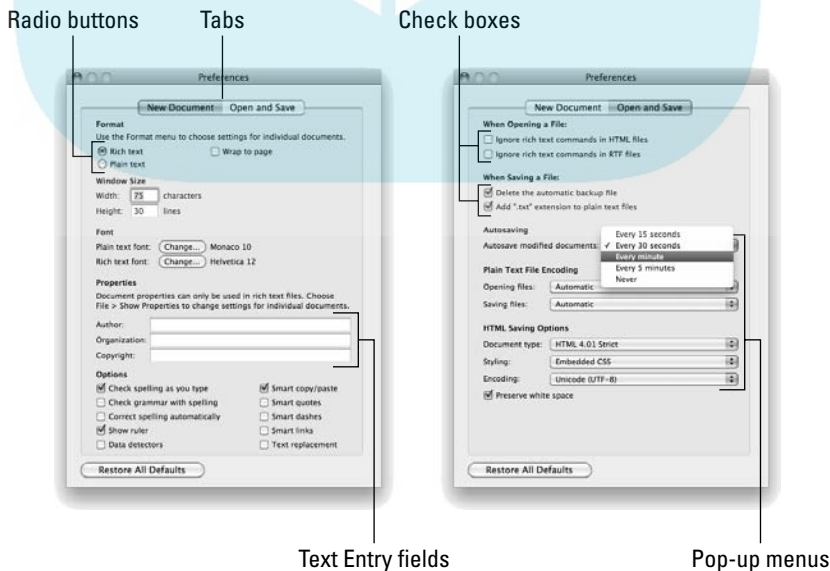 Radio buttons
Tabs
Check boxes
Preferences
New Document
Open and Save
Format
Use the Format menu to choose settings for individual documents.
Rich text
Wrap to page
Plain text
Window Size
Width: 75 characters
Height: 30 lines
Font
Plain text font: Change... Monaco 10
Rich text font: Change... Helvetica 12
Properties
Document properties can only be used in rich text files. Choose
File > Show Properties to change settings for individual documents.
Author:
Organization:
Copyright:
Options
Check spelling as you type
Smart copy/paste
Check grammar with spelling
Smart quotes
Correct spelling automatically
Smart dashes
Show ruler
Smart links
Data detectors
Text replacement
Restore All Defaults
Preferences
New Document
Open and Save
When Opening a File:
Ignore rich text commands in HTML files
Ignore rich text commands in RTF files
When Saving a File:
Delete the automatic backup file
Add ".txt" extension to plain text files
Autosaving
Autosave modified documents:
Every 15 seconds
Every 30 seconds
Every minute
Every 5 minutes
Never
Plain Text File Encoding
Opening files: Automatic
Saving files: Automatic
HTML Saving Options
Document type: HTML 4.01 Strict
Styling: Embedded CSS
Encoding: Unicode (UTF-8)
Preserve white space
Restore All Defaults
Text Entry fields
Pop-up menus